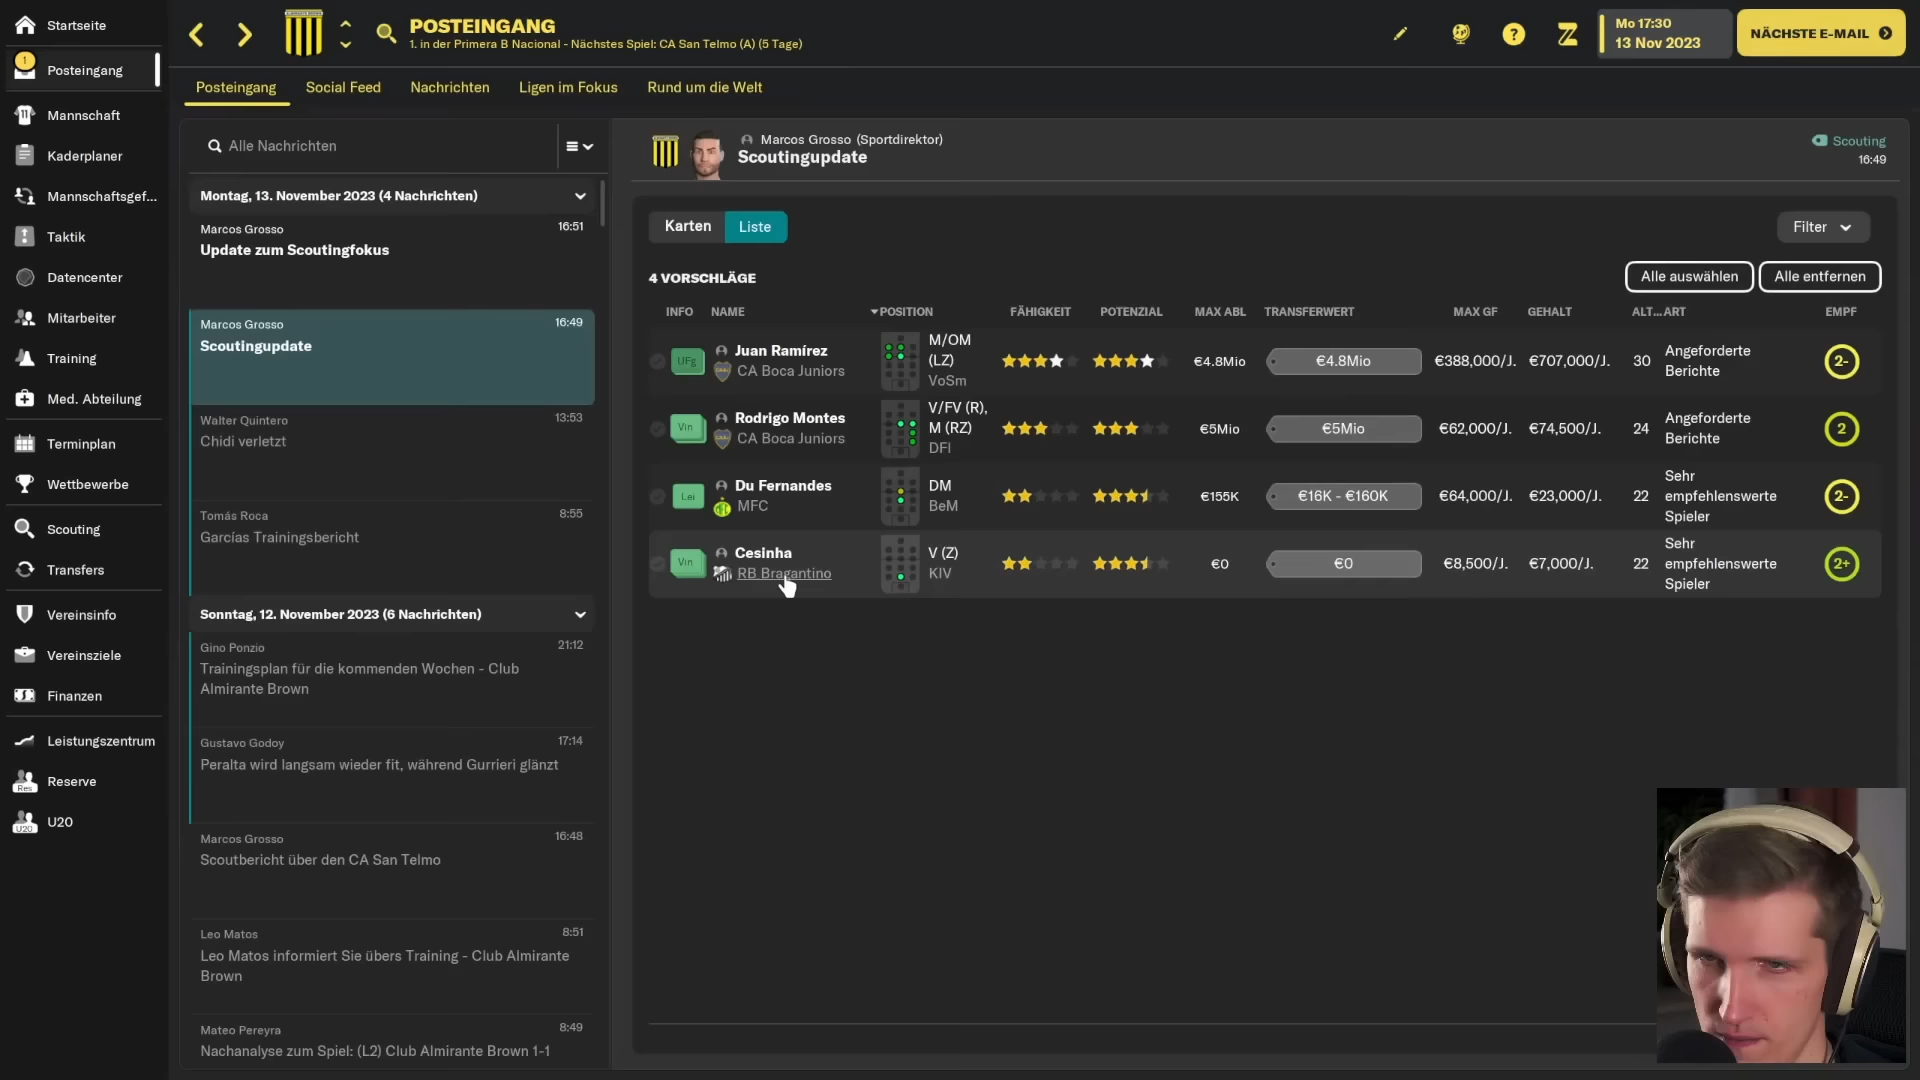 Startseite
1
Posteingang
Mannschaft
Kaderplaner
Mannschaftsgef...
Taktik
Datencenter
Mitarbeiter
Training
Med. Abteilung
Terminplan
Wettbewerbe
Scouting
Transfers
Vereinsinfo
Vereinsziele
Finanzen
Leistungszentrum
Res
Reserve
U20
U20
POSTEINGANG
1. in der Primera B Nacional - Nächstes Spiel: CA San Telmo (A) (5 Tage)
Mo 17:30
13 Nov 2023
NÄCHSTE E-MAIL
Posteingang Social Feed Nachrichten Ligen im Fokus Rund um die Welt
Alle Nachrichten
Montag, 13. November 2023 (4 Nachrichten)
Marcos Grosso 16:51
Update zum Scoutingfokus
Marcos Grosso 16:49
Scoutingupdate
Walter Quintero 13:53
Chidi verletzt
Tomás Roca 8:55
Garcías Trainingsbericht
Sonntag, 12. November 2023 (6 Nachrichten)
Gino Ponzio 21:12
Trainingsplan für die kommenden Wochen - Club
Almirante Brown
Gustavo Godoy 17:14
Peralta wird langsam wieder fit, während Gurrieri glänzt
Marcos Grosso 16:48
Scoutbericht über den CA San Telmo
Leo Matos 8:51
Leo Matos informiert Sie übers Training - Club Almirante
Brown
Mateo Pereyra 8:49
Nachanalyse zum Spiel: (L2) Club Almirante Brown 1-1
Marcos Grosso (Sportdirektor)
Scoutingupdate
Scouting
16:49
Karten Liste
Filter
4 VORSCHLÄGE
Alle auswählen Alle entfernen
INFO NAME POSITION FÄHIGKEIT POTENZIAL MAX ABL TRANSFERWERT MAX GF GEHALT ALT... ART EMPF
UFg Juan Ramírez CA Boca Juniors M/OM (LZ) VoSm €4.8Mio €4.8Mio €388,000/J. €707,000/J. 30 Angeforderte Berichte 2-
Vin Rodrigo Montes CA Boca Juniors V/FV (R), M (RZ) DFl €5Mio €5Mio €62,000/J. €74,500/J. 24 Angeforderte Berichte 2
Lei Du Fernandes MFC DM BeM €155K €16K - €160K €64,000/J. €23,000/J. 22 Sehr empfehlenswerte Spieler 2-
Vin Cesinha RB Bragantino V (Z) KIV €0 €0 €8,500/J. €7,000/J. 22 Sehr empfehlenswerte Spieler 2+